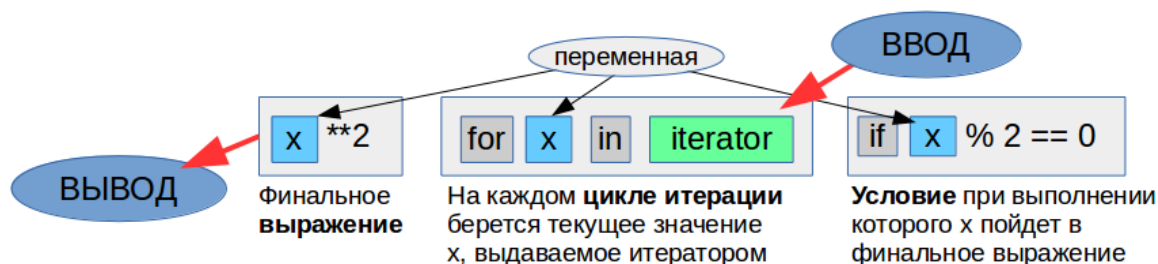 ВВОД
переменная
x **2 for x in iterator if x % 2 == 0
ВЫВОД
Финальное
выражение
На каждом цикле итерации
берется текущее значение
x, выдаваемое итератором
Условие при выполнении
которого x пойдет в
финальное выражение